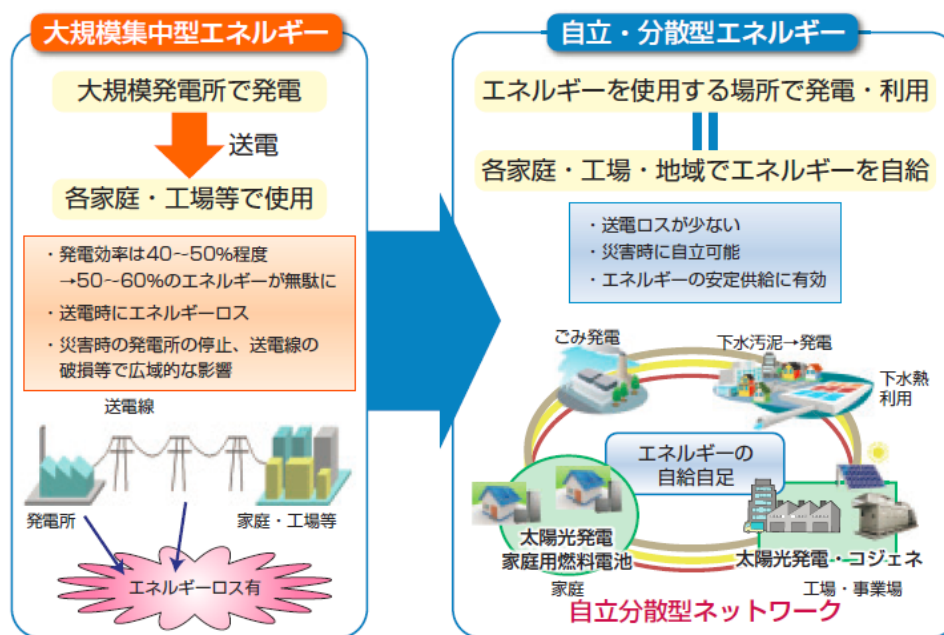 大規模集中型エネルギー
大規模発電所で発電
送電
各家庭・工場等で使用
・発電効率は40～50%程度
→50～60%のエネルギーが無駄に
・送電時にエネルギーロス
・災害時の発電所の停止、送電線の
破損等で広域的な影響
送電線
発電所
家庭・工場等
エネルギーロス有
自立・分散型エネルギー
エネルギーを使用する場所で発電・利用
各家庭・工場・地域でエネルギーを自給
・送電ロスが少ない
・災害時に自立可能
・エネルギーの安定供給に有効
ごみ発電
下水汚泥→発電
下水熱
利用
エネルギーの
自給自足
太陽光発電
家庭用燃料電池
家庭
太陽光発電・コジェネ
工場・事業場
自立分散型ネットワーク